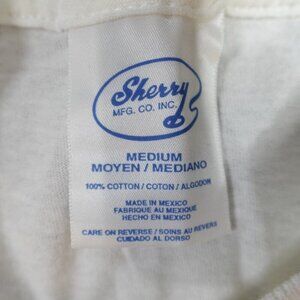 Sherry
MFG. CO. INC.
MEDIUM
MOYEN / MEDIANO
100% COTTON / COTON / ALGODON
MADE IN MEXICO
FABRIQUE AU MEXIQUE
HECHO EN MEXICO
CARE ON REVERSE / SOINS AU REVERS
CUIDADO AL DORSO